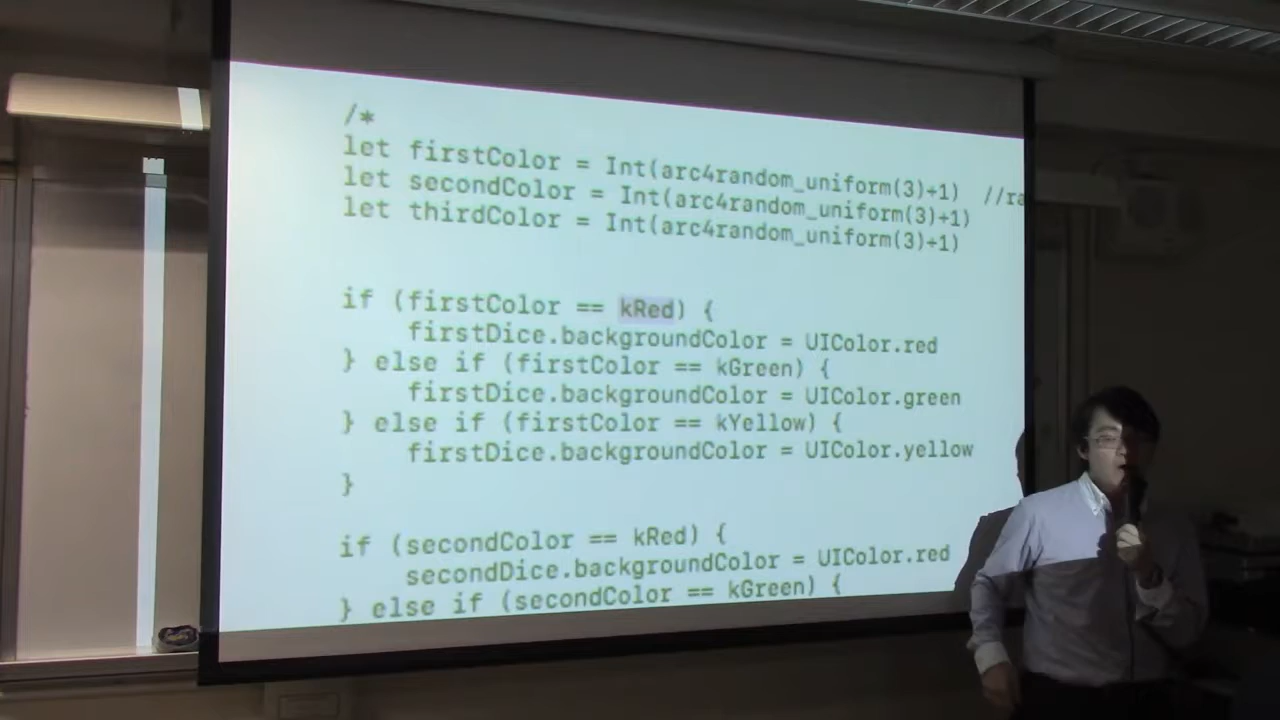 /*
let firstColor = Int(arc4random_uniform(3)+1)  //ra
let secondColor = Int(arc4random_uniform(3)+1)
let thirdColor = Int(arc4random_uniform(3)+1)
if (firstColor == kRed) {
firstDice.backgroundColor = UIColor.red
} else if (firstColor == kGreen) {
firstDice.backgroundColor = UIColor.green
} else if (firstColor == kYellow) {
firstDice.backgroundColor = UIColor.yellow
}
if (secondColor == kRed) {
secondDice.backgroundColor = UIColor.red
} else if (secondColor == kGreen) {